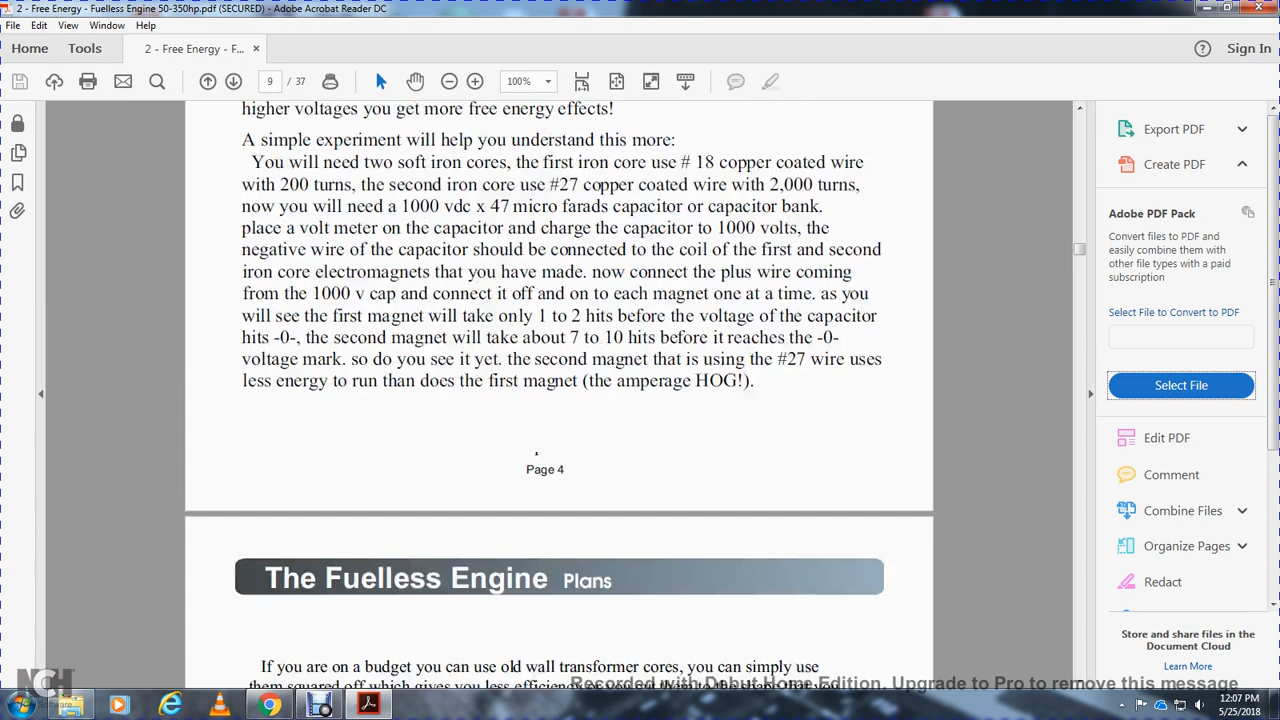 2 - Free Energy - Fuelless Engine 50-350hp.pdf (SECURED) - Adobe Acrobat Reader DC
File Edit View Window Help
Home Tools 2 - Free Energy - F... × Sign In
9 / 37 100%
higher voltages you get more free energy effects!
A simple experiment will help you understand this more:
You will need two soft iron cores, the first iron core use # 18 copper coated wire
with 200 turns, the second iron core use #27 copper coated wire with 2,000 turns,
now you will need a 1000 vdc x 47 micro farads capacitor or capacitor bank.
place a volt meter on the capacitor and charge the capacitor to 1000 volts, the
negative wire of the capacitor should be connected to the coil of the first and second
iron core electromagnets that you have made. now connect the plus wire coming
from the 1000 v cap and connect it off and on to each magnet one at a time. as you
will see the first magnet will take only 1 to 2 hits before the voltage of the capacitor
hits -0-, the second magnet will take about 7 to 10 hits before it reaches the -0-
voltage mark. so do you see it yet. the second magnet that is using the #27 wire uses
less energy to run than does the first magnet (the amperage HOG!).
Page 4
The Fuelless Engine Plans
If you are on a budget you can use old wall transformer cores, you can simply use
them squared off which gives you less efficien
Export PDF
Create PDF
Adobe PDF Pack
Convert files to PDF and
easily combine them with
other file types with a paid
subscription
Select File to Convert to PDF
Select File
Edit PDF
Comment
Combine Files
Organize Pages
Redact
Store and share files in the
Document Cloud
Learn More
Recorded With Debut Home Edition. Upgrade to Pro to remove this message
NCH
Software
12:07 PM
5/25/2018